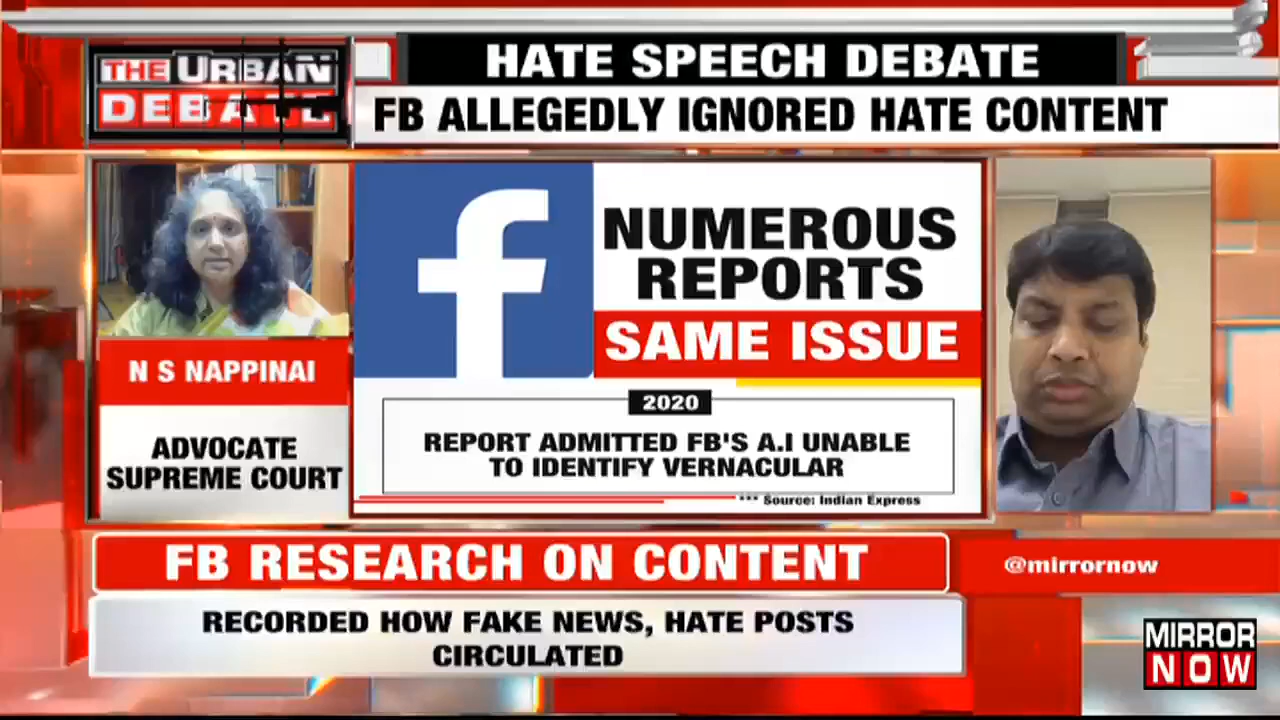 THE URBAN
DEBATE
HATE SPEECH DEBATE
FB ALLEGEDLY IGNORED HATE CONTENT
N S NAPPINAI
ADVOCATE
SUPREME COURT
f
NUMEROUS
REPORTS
SAME ISSUE
2020
REPORT ADMITTED FB'S A.I UNABLE
TO IDENTIFY VERNACULAR
*** Source: Indian Express
FB RESEARCH ON CONTENT
RECORDED HOW FAKE NEWS, HATE POSTS
CIRCULATED
@mirrornow
MIRROR
NOW